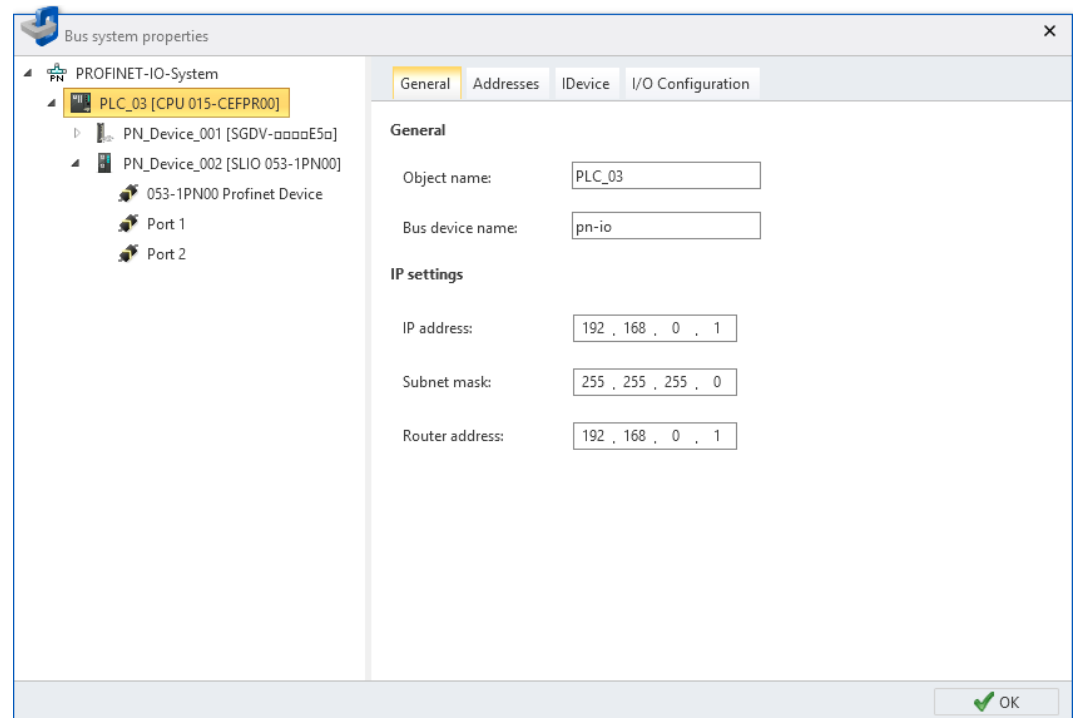 Bus system properties
PROFINET-IO-System
PLC_03 [CPU 015-CEFPR00]
PN_Device_001 [SGDV-□□□□E5□]
PN_Device_002 [SLIO 053-1PN00]
053-1PN00 Profinet Device
Port 1
Port 2
General Addresses IDevice I/O Configuration
General
Object name: PLC_03
Bus device name: pn-io
IP settings
IP address: 192 . 168 . 0 . 1
Subnet mask: 255 . 255 . 255 . 0
Router address: 192 . 168 . 0 . 1
OK